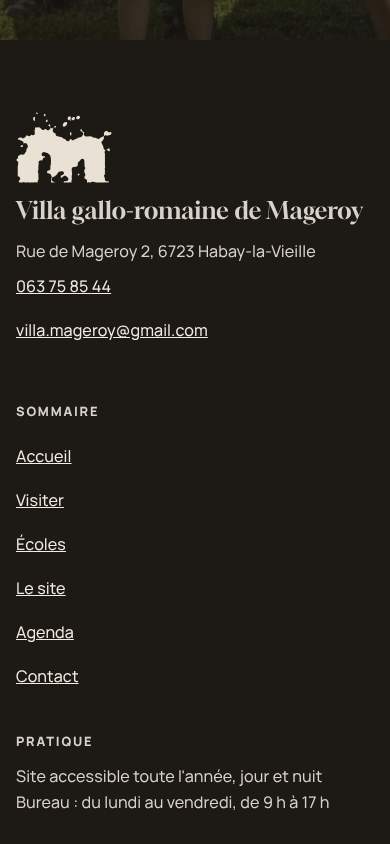 Villa gallo-romaine de Mageroy
Rue de Mageroy 2, 6723 Habay-la-Vieille
063 75 85 44
villa.mageroy@gmail.com
SOMMAIRE
Accueil
Visiter
Écoles
Le site
Agenda
Contact
PRATIQUE
Site accessible toute l'année, jour et nuit
Bureau : du lundi au vendredi, de 9 h à 17 h